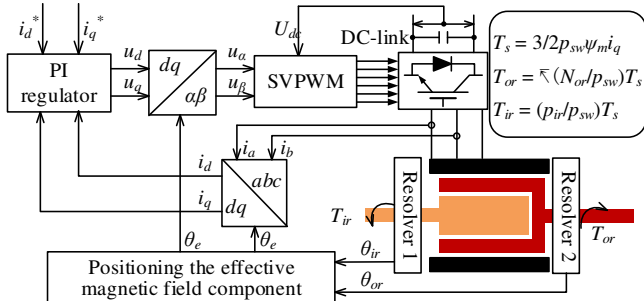 i_d* i_q*
PI
regulator
u_d
u_q
dq
αβ
u_α
u_β
SVPWM
U_dc
DC-link
T_s = 3/2p_swψ_mi_q
T_or = (N_or/p_sw)T_s
T_ir = (p_ir/p_sw)T_s
i_a i_b
i_d
i_q
abc
dq
θ_e θ_e
Positioning the effective
magnetic field component
θ_ir
θ_or
T_ir
Resolver 1
Resolver 2
T_or